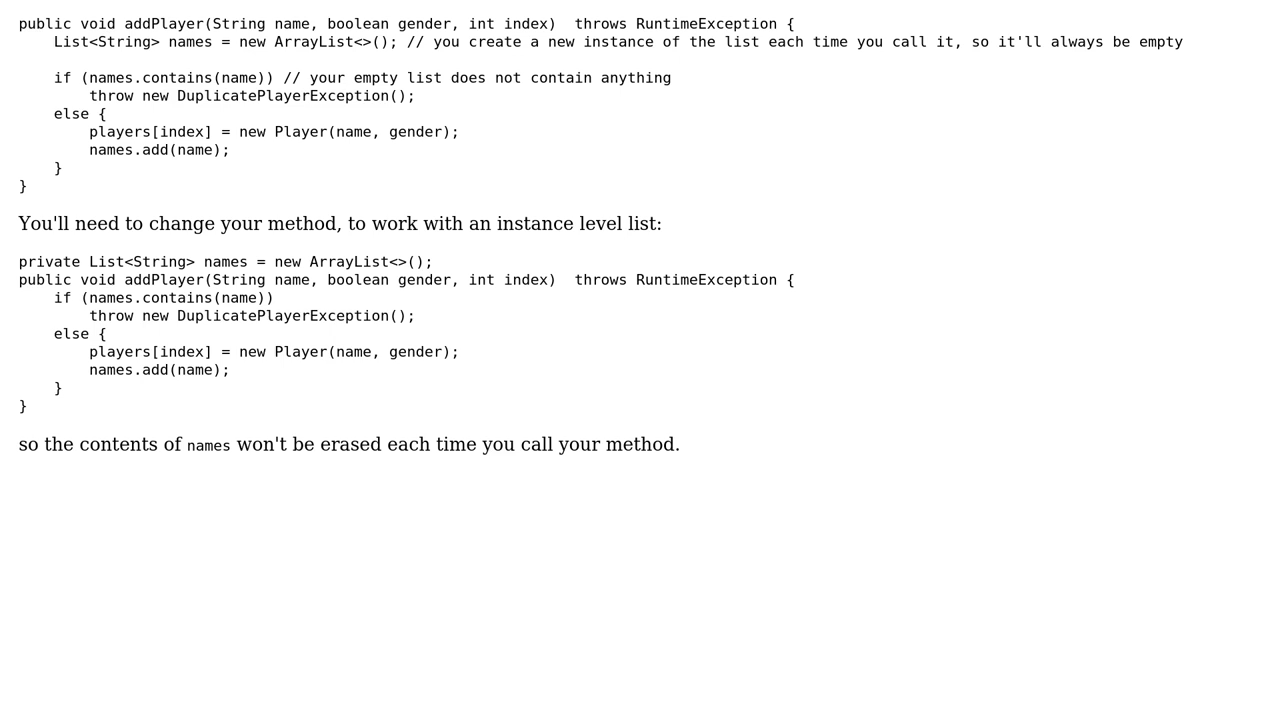 public void addPlayer(String name, boolean gender, int index)  throws RuntimeException {
    List<String> names = new ArrayList<>(); // you create a new instance of the list each time you call it, so it'll always be empty
    if (names.contains(name)) // your empty list does not contain anything
        throw new DuplicatePlayerException();
    else {
        players[index] = new Player(name, gender);
        names.add(name);
    }
}
You'll need to change your method, to work with an instance level list:
private List<String> names = new ArrayList<>();
public void addPlayer(String name, boolean gender, int index)  throws RuntimeException {
    if (names.contains(name))
        throw new DuplicatePlayerException();
    else {
        players[index] = new Player(name, gender);
        names.add(name);
    }
}
so the contents of names won't be erased each time you call your method.